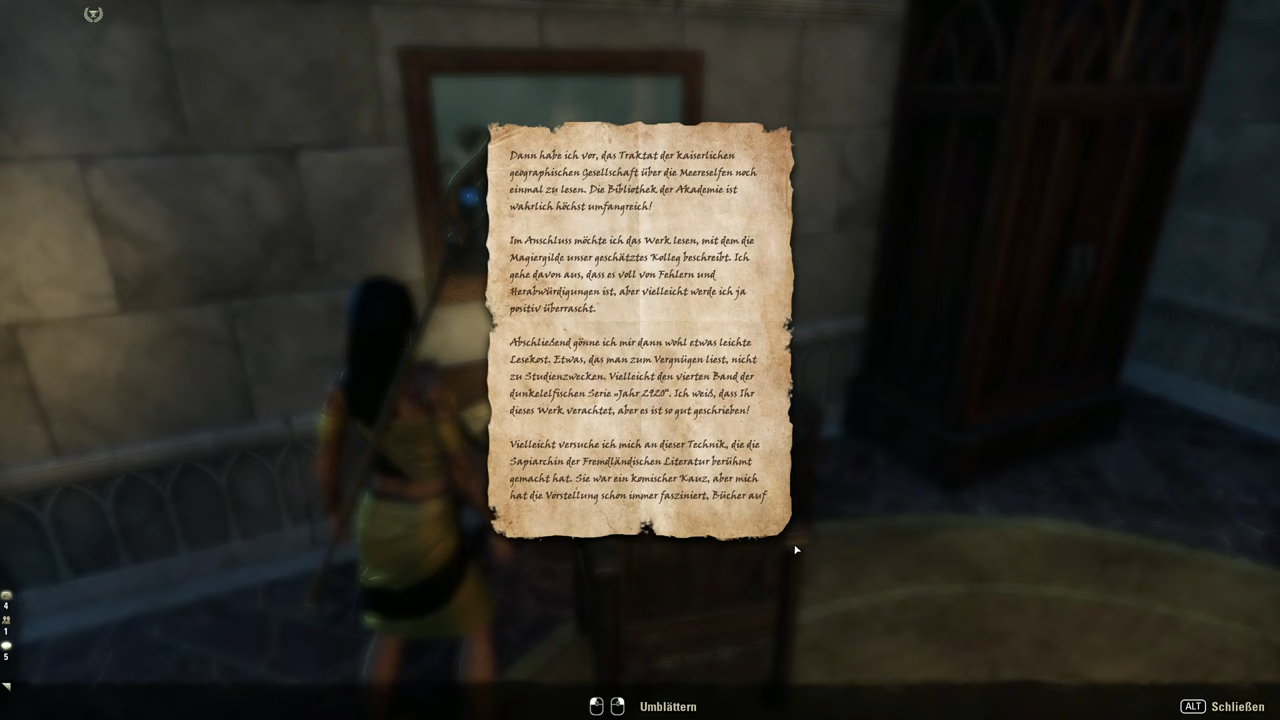 Dann habe ich vor, das Traktat der kaiserlichen
geographischen Gesellschaft über die Meereselfen noch
einmal zu lesen. Die Bibliothek der Akademie ist
wahrlich höchst umfangreich!
Im Anschluss möchte ich das Werk lesen, mit dem die
Magiergilde unser geschätztes Kolleg beschreibt. Ich
gehe davon aus, dass es voll von Fehlern und
Herabwürdigungen ist, aber vielleicht werde ich ja
positiv überrascht.
Abschließend gönne ich mir dann wohl etwas leichte
Lesekost. Etwas, das man zum Vergnügen liest, nicht
zu Studienzwecken. Vielleicht den vierten Band der
dunkelelfischen Serie „Jahr 2920“. Ich weiß, dass Ihr
dieses Werk verachtet, aber es ist so gut geschrieben!
Vielleicht versuche ich mich an dieser Technik, die die
Sapiarchin der Fremdländischen Literatur berühmt
gemacht hat. Sie war ein komischer Kauz, aber mich
hat die Vorstellung schon immer fasziniert, Bücher auf
4
1
5
Umblättern
ALT Schließen